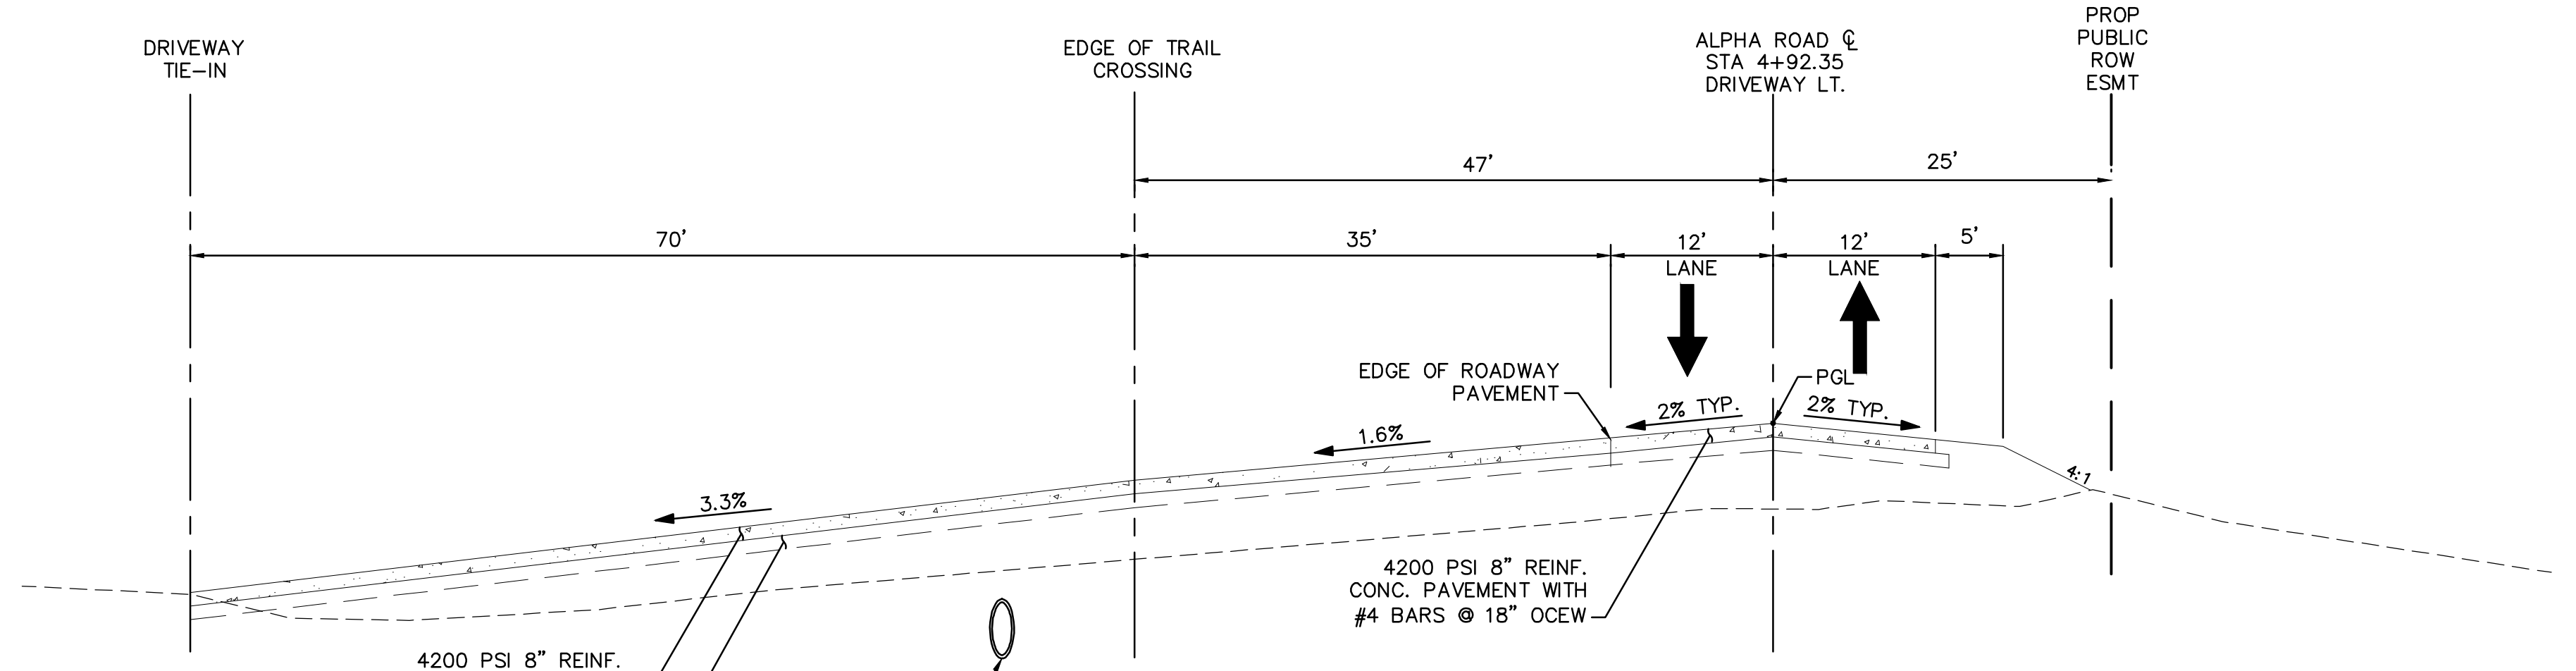 DRIVEWAY
TIE-IN
EDGE OF TRAIL
CROSSING
ALPHA ROAD ℄
STA 4+92.35
DRIVEWAY LT.
PROP
PUBLIC
ROW
ESMT
47'
25'
70'
35'
12'
LANE
12'
LANE
5'
EDGE OF ROADWAY
PAVEMENT
PGL
2% TYP.
2% TYP.
1.6%
3.3%
4:1
4200 PSI 8" REINF.
CONC. PAVEMENT WITH
#4 BARS @ 18" OCEW
4200 PSI 8" REINF.